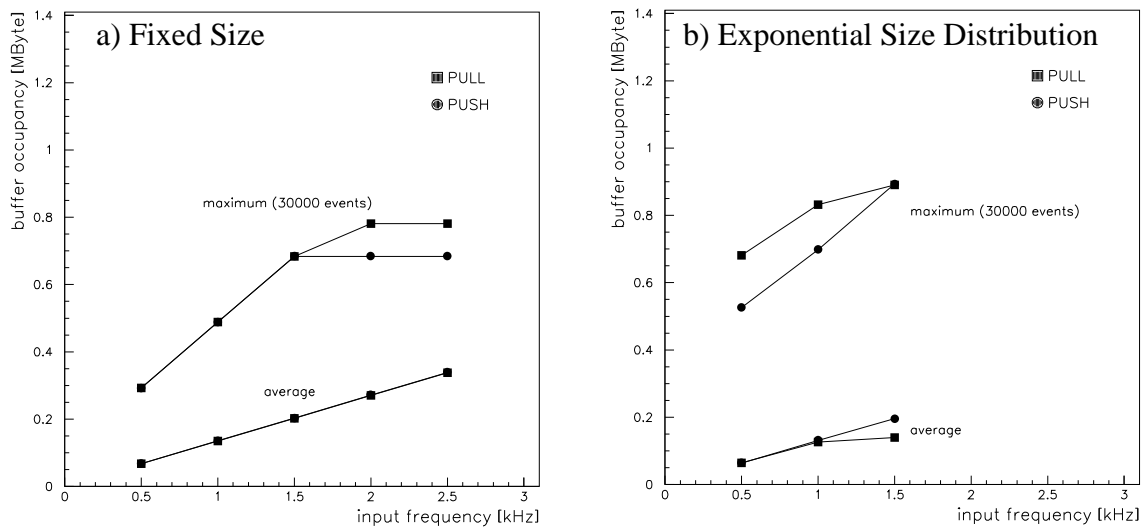 a) Fixed Size
buffer occupancy [MByte]
1.4
1.2
1
0.8
0.6
0.4
0.2
0
PULL
PUSH
maximum (30000 events)
average
0
0.5
1
1.5
2
2.5
3
input frequency [kHz]
b) Exponential Size Distribution
buffer occupancy [MByte]
1.4
1.2
1
0.8
0.6
0.4
0.2
0
PULL
PUSH
maximum (30000 events)
average
0
0.5
1
1.5
2
2.5
3
input frequency [kHz]